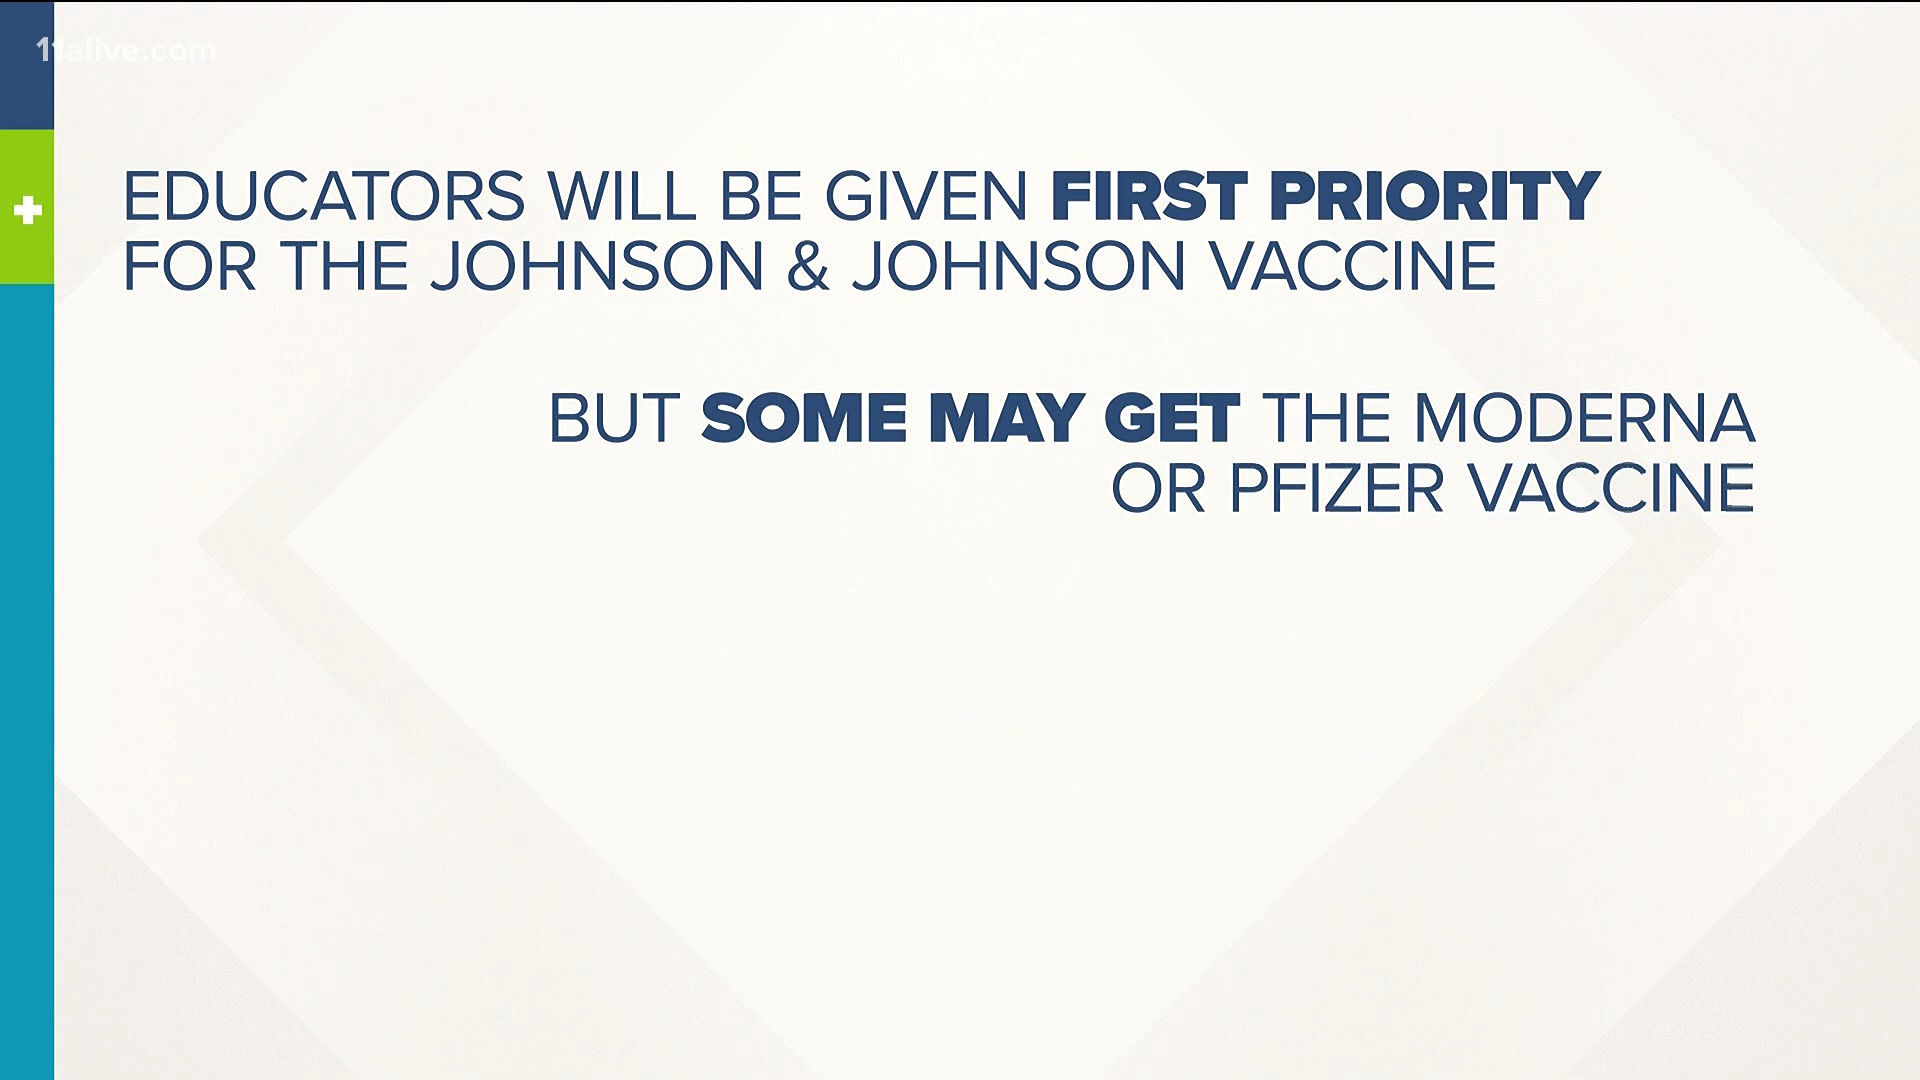 11alive.com
EDUCATORS WILL BE GIVEN FIRST PRIORITY
FOR THE JOHNSON & JOHNSON VACCINE
BUT SOME MAY GET THE MODERNA
OR PFIZER VACCINE